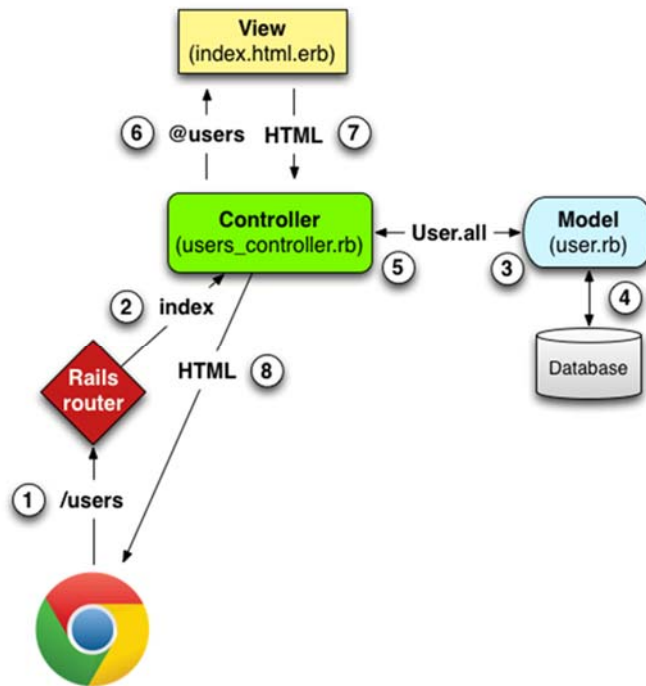 View
(index.html.erb)
6 @users HTML 7
Controller
(users_controller.rb)
User.all
Model
(user.rb)
5
3
4
2 index
Rails
router
HTML 8
Database
1 /users